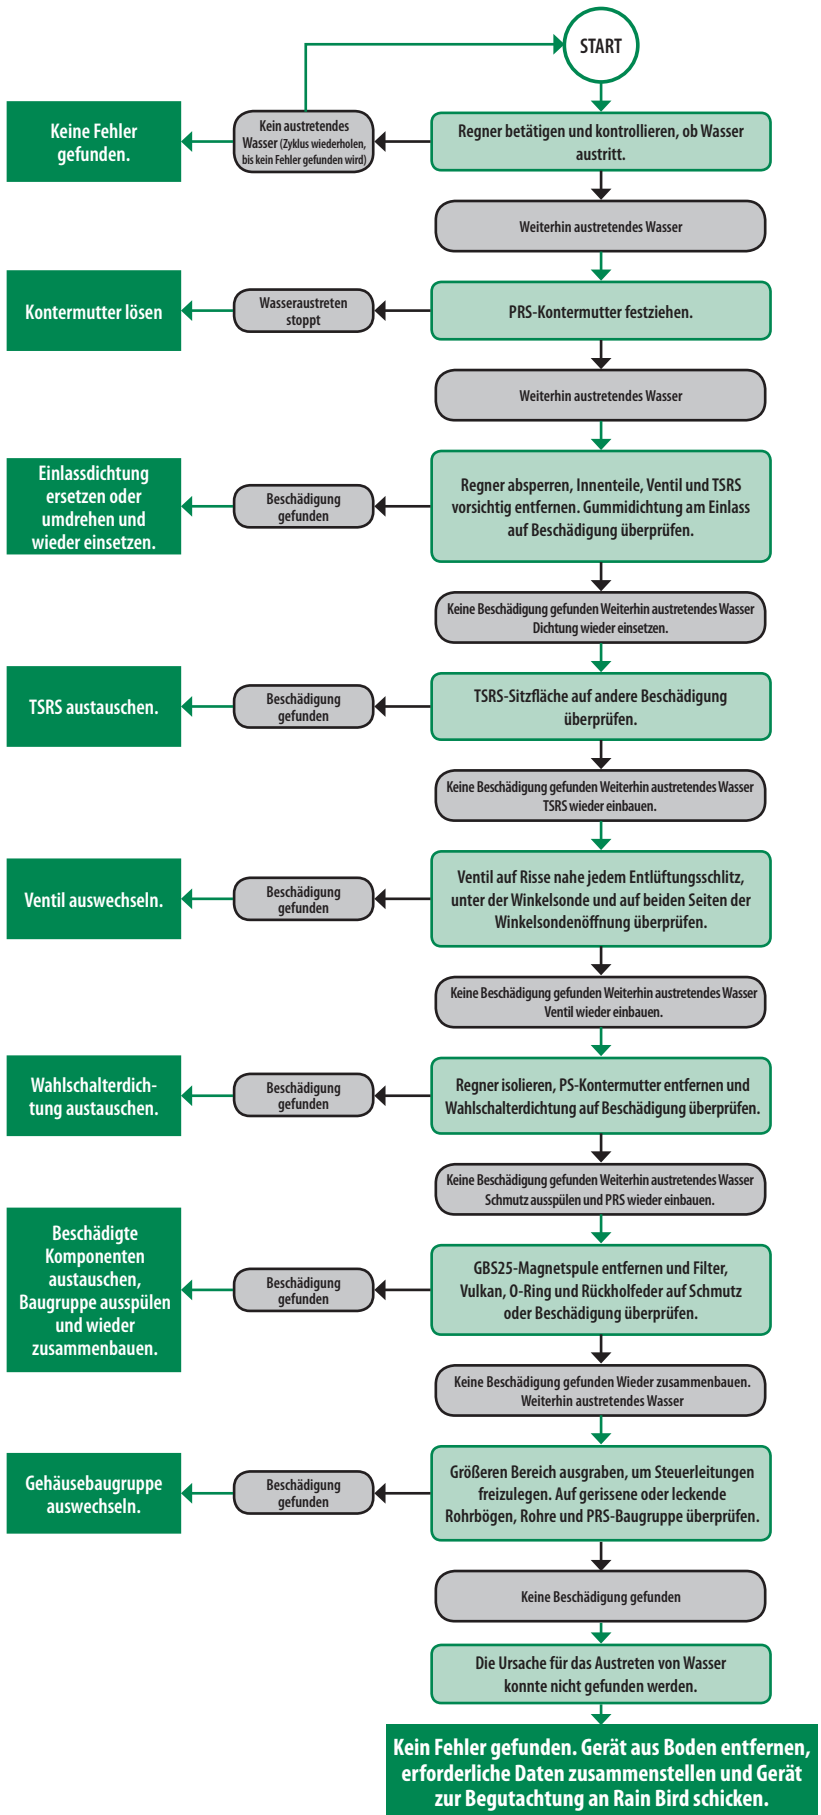 START
Regner betätigen und kontrollieren, ob Wasser
austritt.
Kein austretendes
Wasser (Zyklus wiederholen,
bis kein Fehler gefunden wird)
Keine Fehler
gefunden.
Weiterhin austretendes Wasser
PRS-Kontermutter festziehen.
Wasseraustreten
stoppt
Kontermutter lösen
Weiterhin austretendes Wasser
Regner absperren, Innenteile, Ventil und TSRS
vorsichtig entfernen. Gummidichtung am Einlass
auf Beschädigung überprüfen.
Beschädigung
gefunden
Einlassdichtung
ersetzen oder
umdrehen und
wieder einsetzen.
Keine Beschädigung gefunden Weiterhin austretendes Wasser
Dichtung wieder einsetzen.
TSRS-Sitzfläche auf andere Beschädigung
überprüfen.
Beschädigung
gefunden
TSRS austauschen.
Keine Beschädigung gefunden Weiterhin austretendes Wasser
TSRS wieder einbauen.
Ventil auf Risse nahe jedem Entlüftungsschlitz,
unter der Winkelsonde und auf beiden Seiten der
Winkelsondenöffnung überprüfen.
Beschädigung
gefunden
Ventil auswechseln.
Keine Beschädigung gefunden Weiterhin austretendes Wasser
Ventil wieder einbauen.
Regner isolieren, PS-Kontermutter entfernen und
Wahlschalterdichtung auf Beschädigung überprüfen.
Beschädigung
gefunden
Wahlschalterdich-
tung austauschen.
Keine Beschädigung gefunden Weiterhin austretendes Wasser
Schmutz ausspülen und PRS wieder einbauen.
GBS25-Magnetspule entfernen und Filter,
Vulkan, O-Ring und Rückholfeder auf Schmutz
oder Beschädigung überprüfen.
Beschädigung
gefunden
Beschädigte
Komponenten
austauschen,
Baugruppe ausspülen
und wieder
zusammenbauen.
Keine Beschädigung gefunden Wieder zusammenbauen.
Weiterhin austretendes Wasser
Größeren Bereich ausgraben, um Steuerleitungen
freizulegen. Auf gerissene oder leckende
Rohrbögen, Rohre und PRS-Baugruppe überprüfen.
Beschädigung
gefunden
Gehäusebaugruppe
auswechseln.
Keine Beschädigung gefunden
Die Ursache für das Austreten von Wasser
konnte nicht gefunden werden.
Kein Fehler gefunden. Gerät aus Boden entfernen,
erforderliche Daten zusammenstellen und Gerät
zur Begutachtung an Rain Bird schicken.